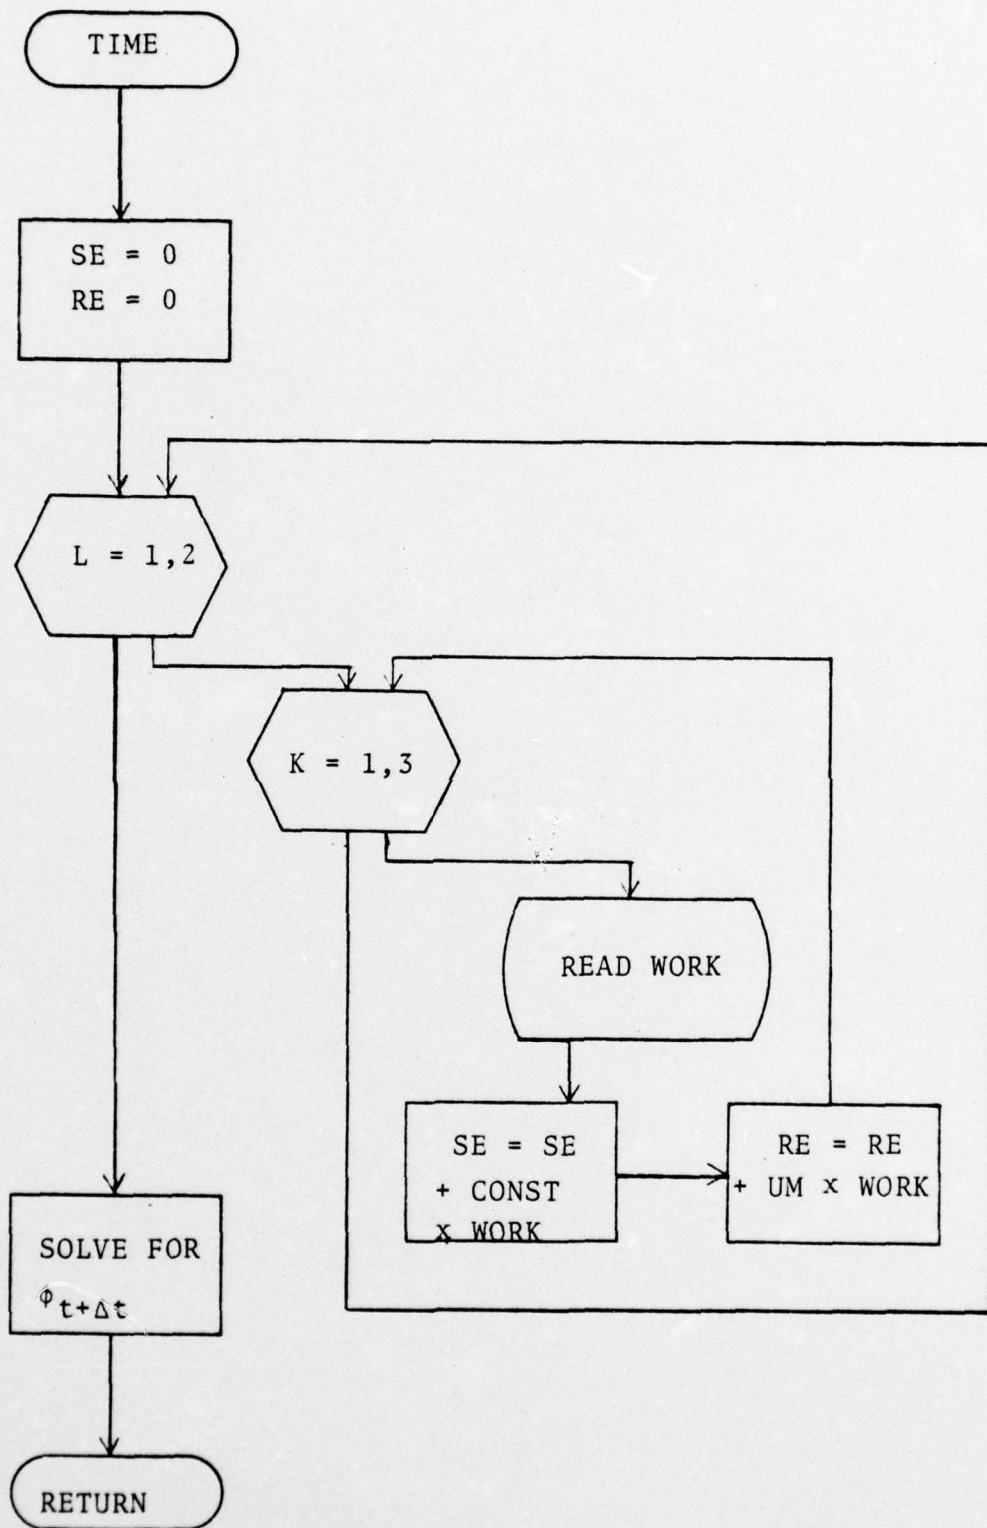 TIME
SE = 0
RE = 0
L = 1,2
K = 1,3
READ WORK
SE = SE
+ CONST
x WORK
RE = RE
+ UM x WORK
SOLVE FOR
Φt+Δt
RETURN